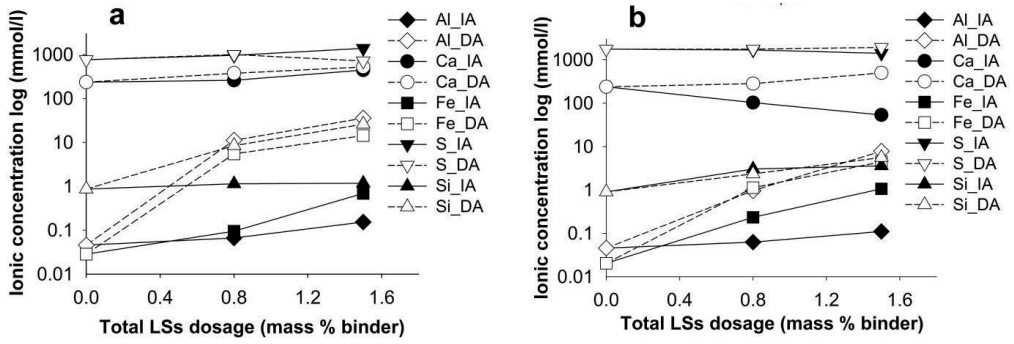 a
Ionic concentration log (mmol/l)
1000
100
10
1
0.1
0.01
0.0 0.4 0.8 1.2 1.6
Total LSs dosage (mass % binder)
Al_IA
Al_DA
Ca_IA
Ca_DA
Fe_IA
Fe_DA
S_IA
S_DA
Si_IA
Si_DA
b
Ionic concentration log (mmol/l)
1000
100
10
1
0.1
0.01
0.0 0.4 0.8 1.2 1.6
Total LSs dosage (mass % binder)
Al_IA
Al_DA
Ca_IA
Ca_DA
Fe_IA
Fe_DA
S_IA
S_DA
Si_IA
Si_DA